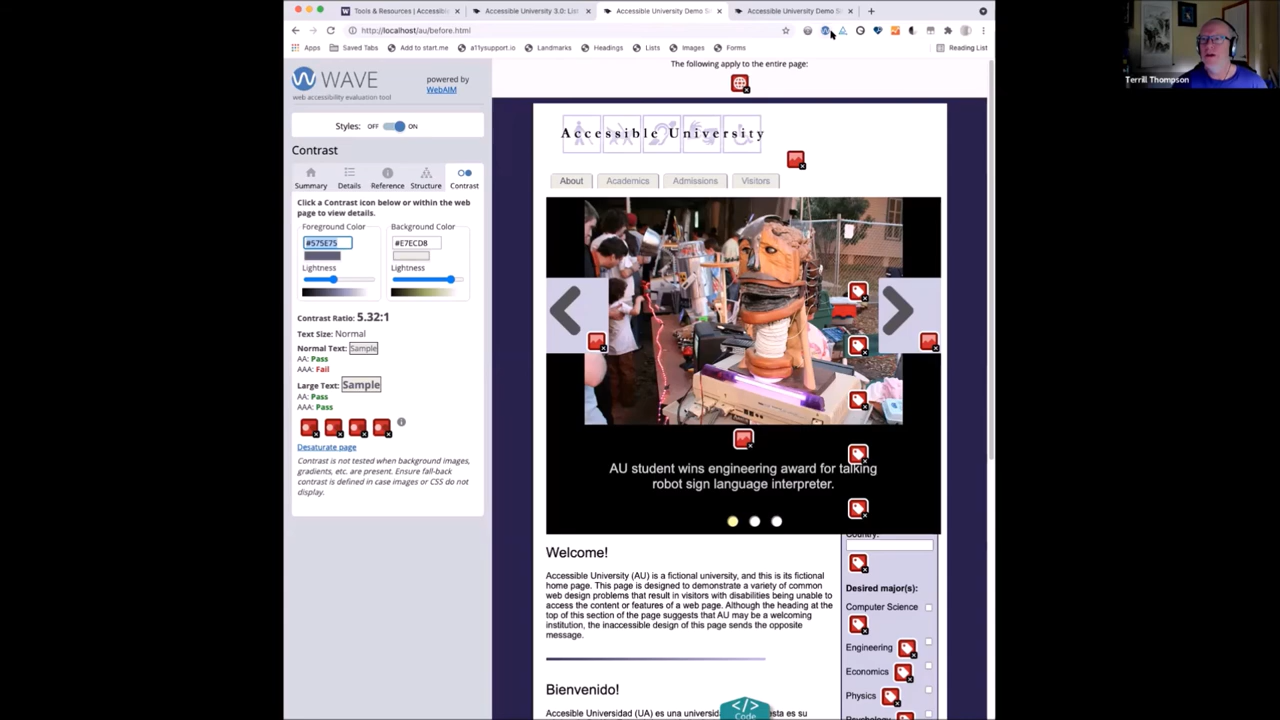 Tools & Resources | Accessible
Accessible University 3.0: List
Accessible University Demo Si
Accessible University Demo Si
http://localhost/au/before.html
Apps
Saved Tabs
Add to start.me
a11ysupport.io
Landmarks
Headings
Lists
Images
Forms
Reading List
WAVE
web accessibility evaluation tool
powered by
WebAIM
Styles: OFF ON
Contrast
Summary
Details
Reference
Structure
Contrast
Click a Contrast icon below or within the web
page to view details.
Foreground Color
Background Color
#575E75
#E7ECD8
Lightness
Lightness
Contrast Ratio: 5.32:1
Text Size: Normal
Normal Text: Sample
AA: Pass
AAA: Fail
Large Text: Sample
AA: Pass
AAA: Pass
Desaturate page
Contrast is not tested when background images,
gradients, etc. are present. Ensure fall-back
contrast is defined in case images or CSS do not
display.
The following apply to the entire page:
Accessible University
About
Academics
Admissions
Visitors
AU student wins engineering award for talking
robot sign language interpreter.
Welcome!
Accessible University (AU) is a fictional university, and this is its fictional
home page. This page is designed to demonstrate a variety of common
web design problems that result in visitors with disabilities being unable to
access the content or features of a web page. Although the heading at the
top of this section of the page suggests that AU may be a welcoming
institution, the inaccessible design of this page sends the opposite
message.
Bienvenido!
Accesible Universidad (UA) es una universid
esta es su
Code
Country:
Desired major(s):
Computer Science
Engineering
Economics
Physics
Psychology
Terrill Thompson